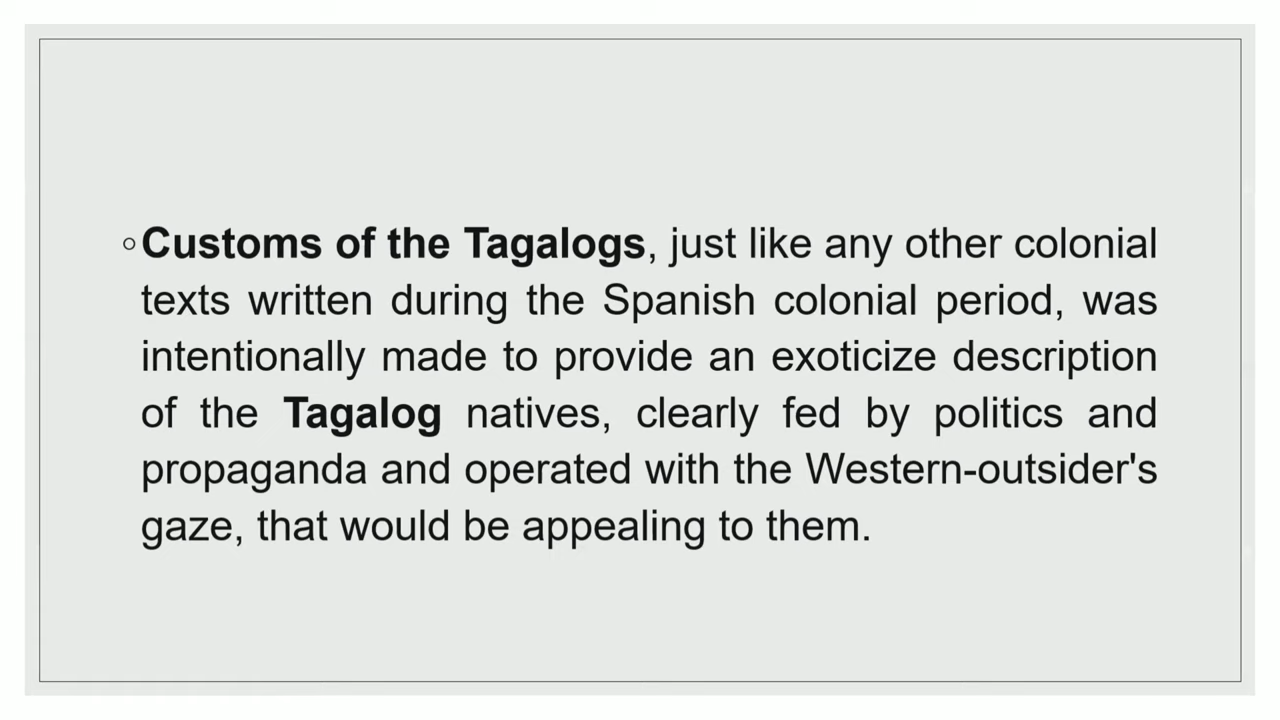 ◦Customs of the Tagalogs, just like any other colonial
texts written during the Spanish colonial period, was
intentionally made to provide an exoticize description
of the Tagalog natives, clearly fed by politics and
propaganda and operated with the Western-outsider's
gaze, that would be appealing to them.